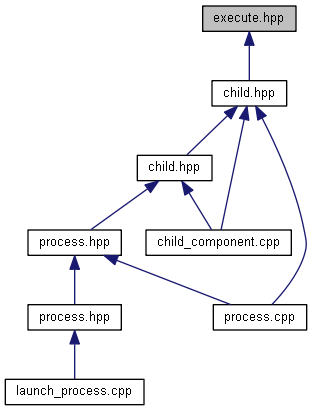 execute.hpp
child.hpp
child.hpp
process.hpp
child_component.cpp
process.hpp
process.cpp
launch_process.cpp